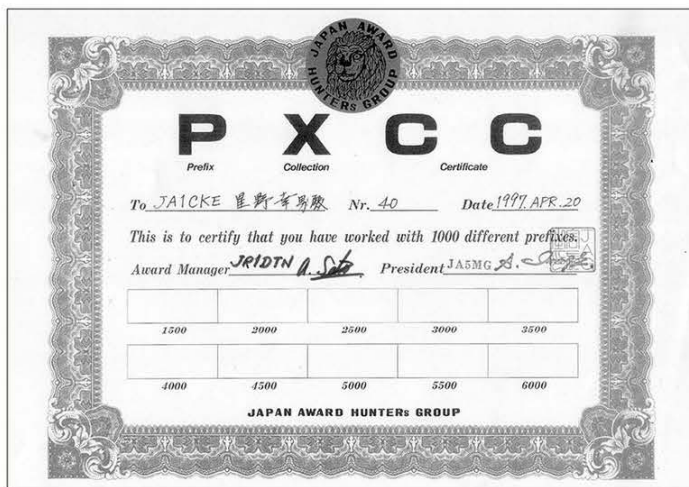 JAPAN AWARD
HUNTERs GROUP
P X C C
Prefix Collection Certificate
To JA1CKE 星野幸男殿 Nr. 40 Date 1997. APR. 20
This is to certify that you have worked with 1000 different prefixes.
Award Manager JR1DTN A. Sato President JA5MG
1500 2000 2500 3000 3500
4000 4500 5000 5500 6000
JAPAN AWARD HUNTERs GROUP